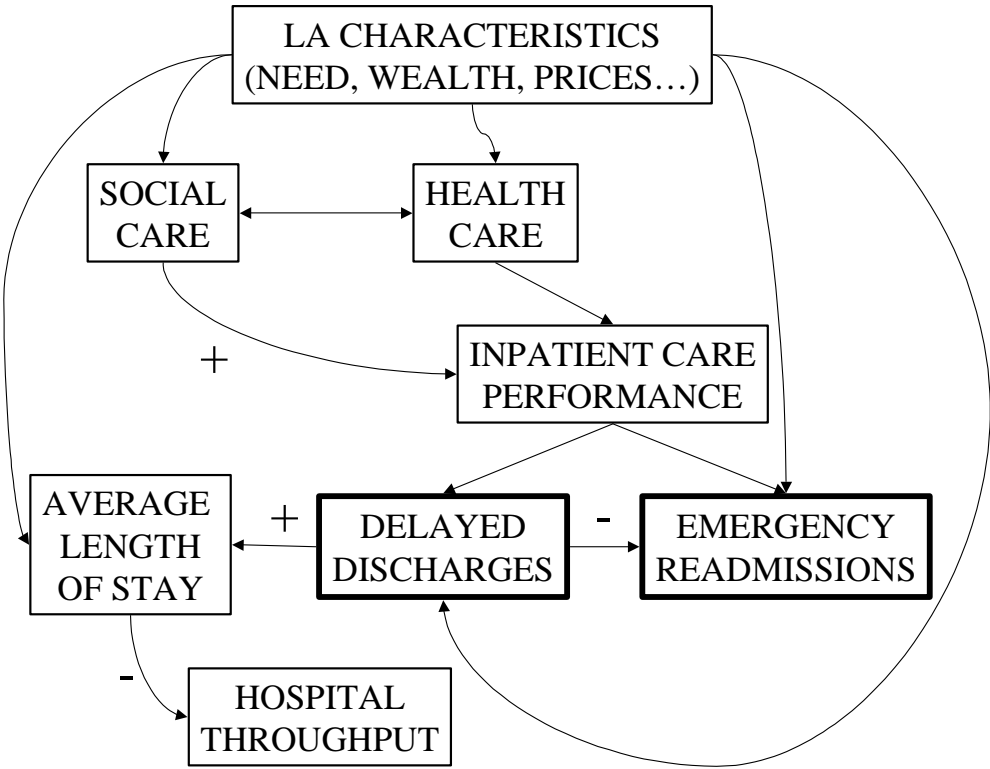 LA CHARACTERISTICS
(NEED, WEALTH, PRICES…)
SOCIAL
CARE
HEALTH
CARE
+
INPATIENT CARE
PERFORMANCE
AVERAGE
LENGTH
OF STAY
+
DELAYED
DISCHARGES
-
EMERGENCY
READMISSIONS
-
HOSPITAL
THROUGHPUT